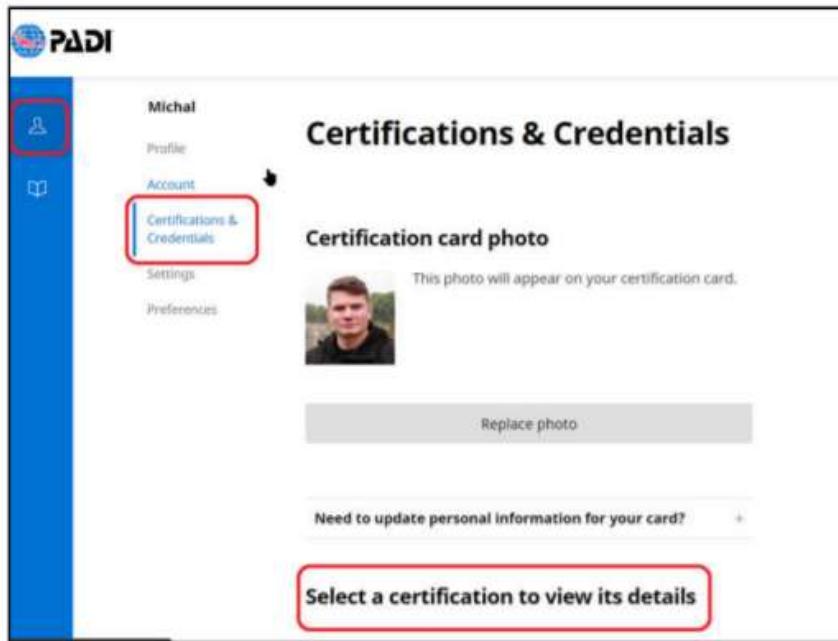 PADI
Michal
Profile
Account
Certifications &
Credentials
Settings
Preferences
Certifications & Credentials
Certification card photo
This photo will appear on your certification card.
Replace photo
Need to update personal information for your card? +
Select a certification to view its details